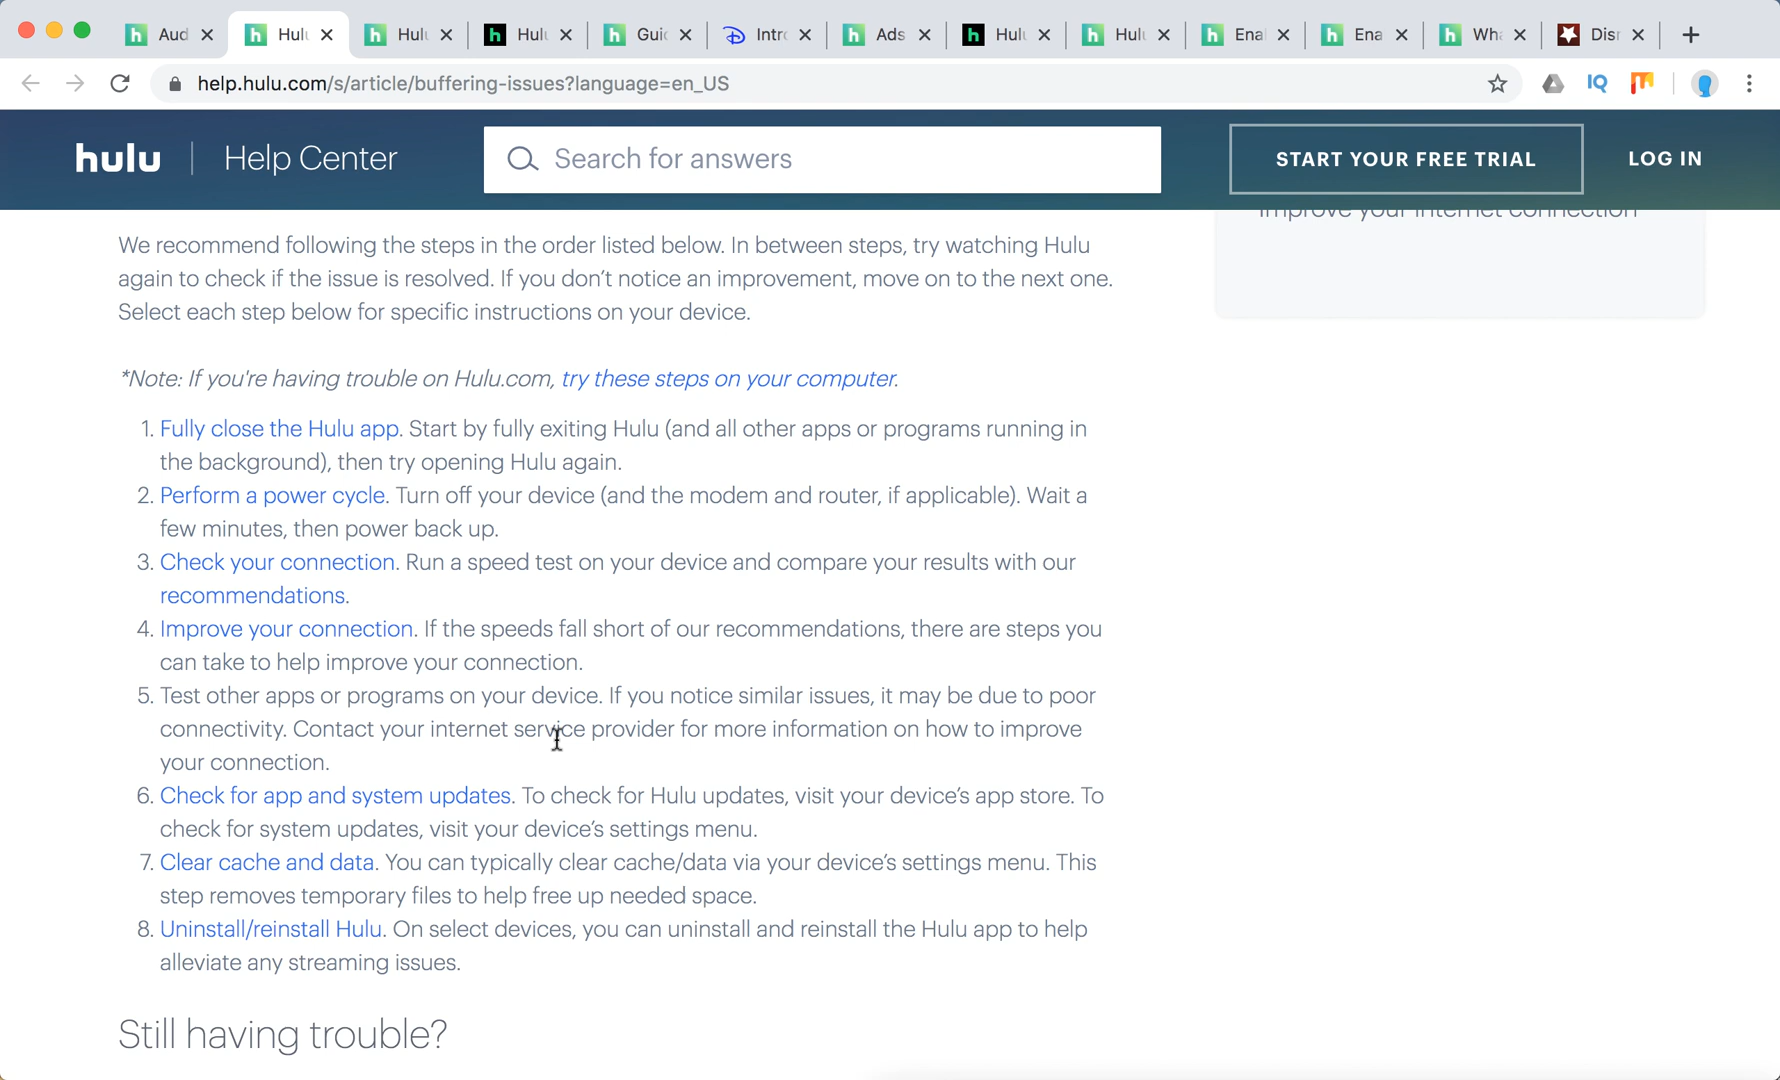 Aud
Hulu
Hulu
Hulu
Guid
Intro
Ads
Hulu
Hulu
Enab
Ena
Wha
Disn
help.hulu.com/s/article/buffering-issues?language=en_US
IQ
hulu
Help Center
Search for answers
START YOUR FREE TRIAL
LOG IN
Improve your internet connection
We recommend following the steps in the order listed below. In between steps, try watching Hulu
again to check if the issue is resolved. If you don’t notice an improvement, move on to the next one.
Select each step below for specific instructions on your device.
*Note: If you're having trouble on Hulu.com, try these steps on your computer.
1. Fully close the Hulu app. Start by fully exiting Hulu (and all other apps or programs running in
the background), then try opening Hulu again.
2. Perform a power cycle. Turn off your device (and the modem and router, if applicable). Wait a
few minutes, then power back up.
3. Check your connection. Run a speed test on your device and compare your results with our
recommendations.
4. Improve your connection. If the speeds fall short of our recommendations, there are steps you
can take to help improve your connection.
5. Test other apps or programs on your device. If you notice similar issues, it may be due to poor
connectivity. Contact your internet service provider for more information on how to improve
your connection.
6. Check for app and system updates. To check for Hulu updates, visit your device’s app store. To
check for system updates, visit your device’s settings menu.
7. Clear cache and data. You can typically clear cache/data via your device’s settings menu. This
step removes temporary files to help free up needed space.
8. Uninstall/reinstall Hulu. On select devices, you can uninstall and reinstall the Hulu app to help
alleviate any streaming issues.
Still having trouble?